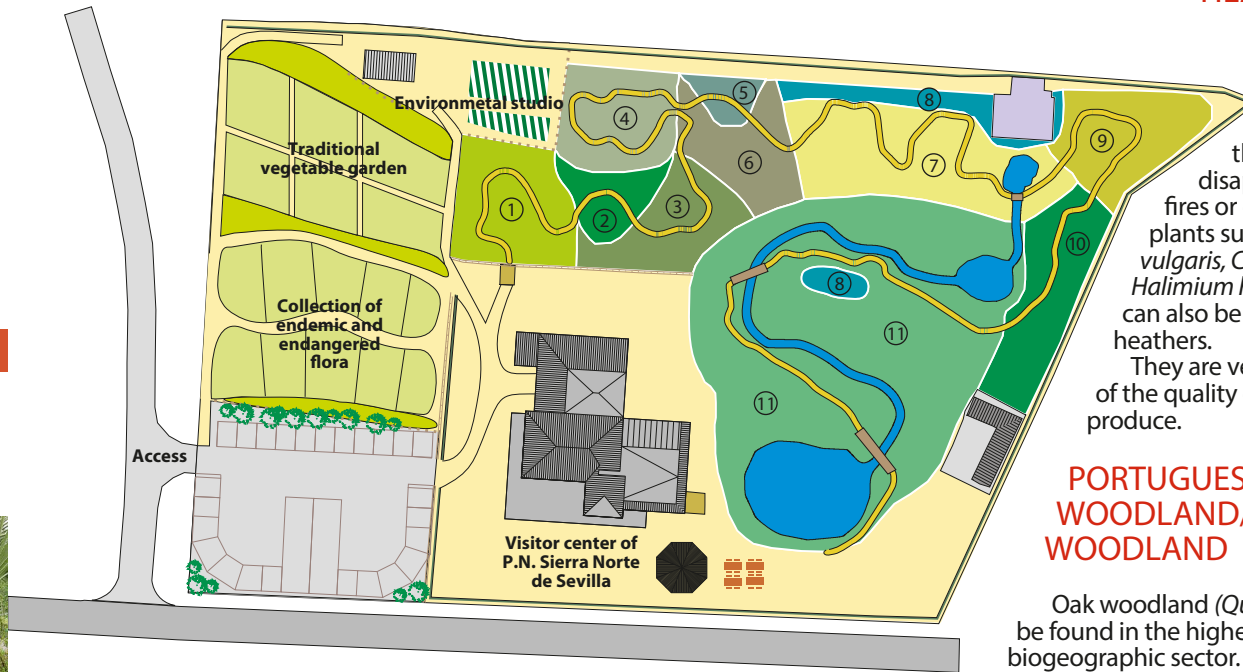 Environmetal studio
Traditional
vegetable garden
Collection of
endemic and
endangered
flora
Access
Visitor center of
P.N. Sierra Norte
de Sevilla
1
2
3
4
5
6
7
8
9
10
8
11
11
fires or
plants su
vulgaris, C
Halimium
can also be
heathers.
They are ve
of the quality
produce.
PORTUGUES
WOODLAND/
WOODLAND
Oak woodland (Qu
be found in the highe
biogeographic sector.